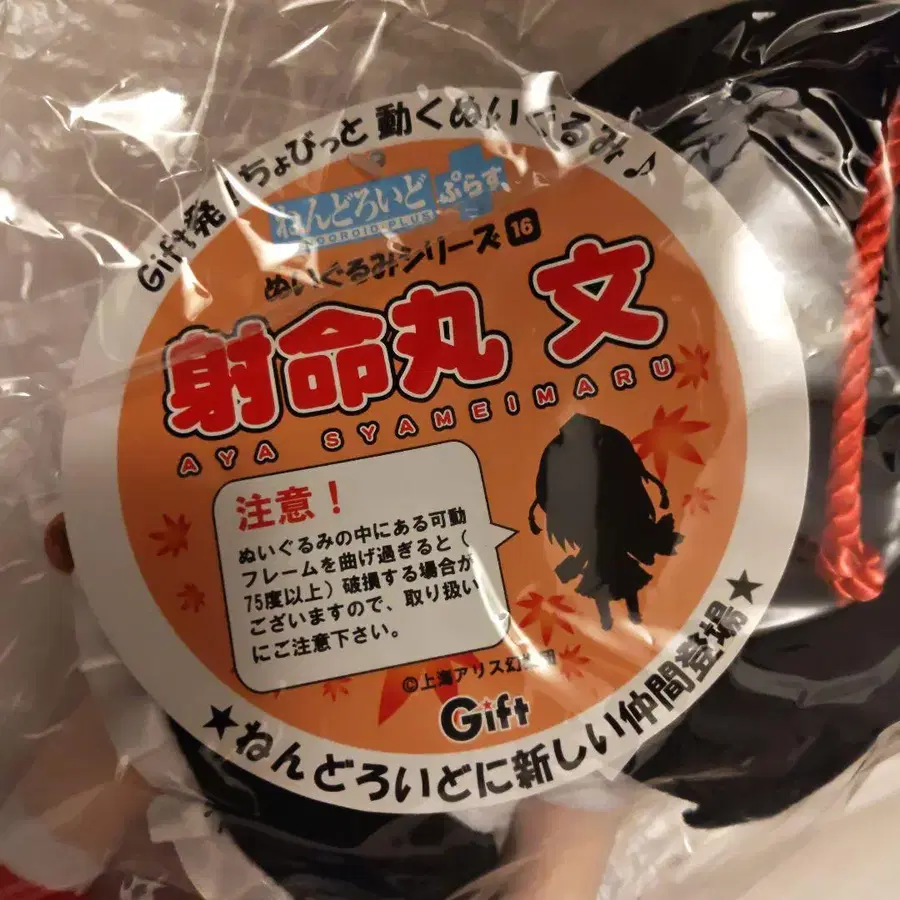 Gift発！ちょびっと動くぬいぐるみ♪
ねんどろいど ぷらす
ぬいぐるみシリーズ 16
射命丸 文
AYA SYAMEIMARU
注意！
ぬいぐるみの中にある可動
フレームを曲げ過ぎると（
75度以上）破損する場合が
ございますので、取り扱い
にご注意下さい。
©上海アリス幻
Gift
★ねんどろいどに新しい仲間登場★